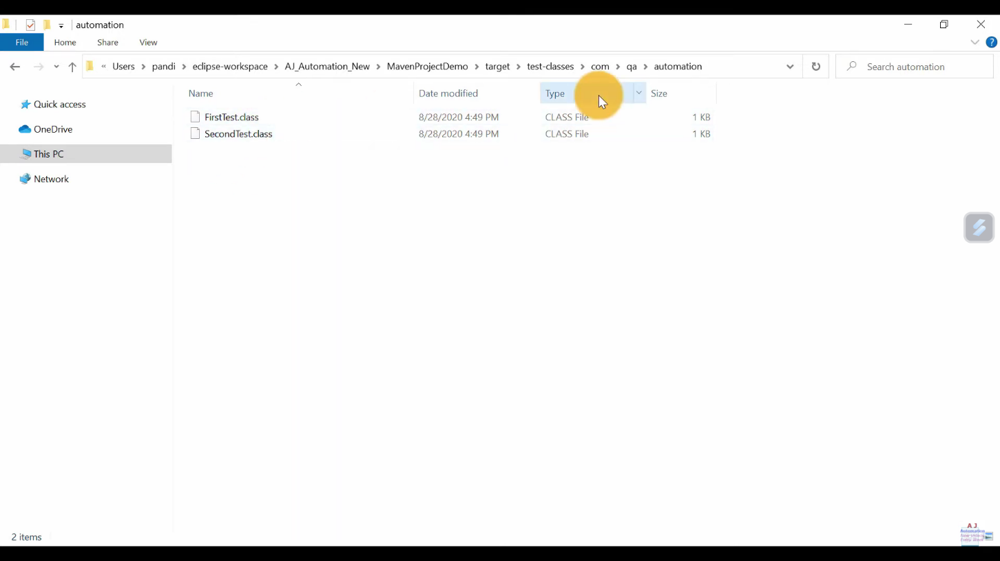 automation
File Home Share View
« Users > pandi > eclipse-workspace > AJ_Automation_New > MavenProjectDemo > target > test-classes > com > qa > automation
Search automation
Name Date modified Type Size
Quick access
FirstTest.class 8/28/2020 4:49 PM CLASS File 1 KB
OneDrive
SecondTest.class 8/28/2020 4:49 PM CLASS File 1 KB
This PC
Network
2 items
A J
Automation